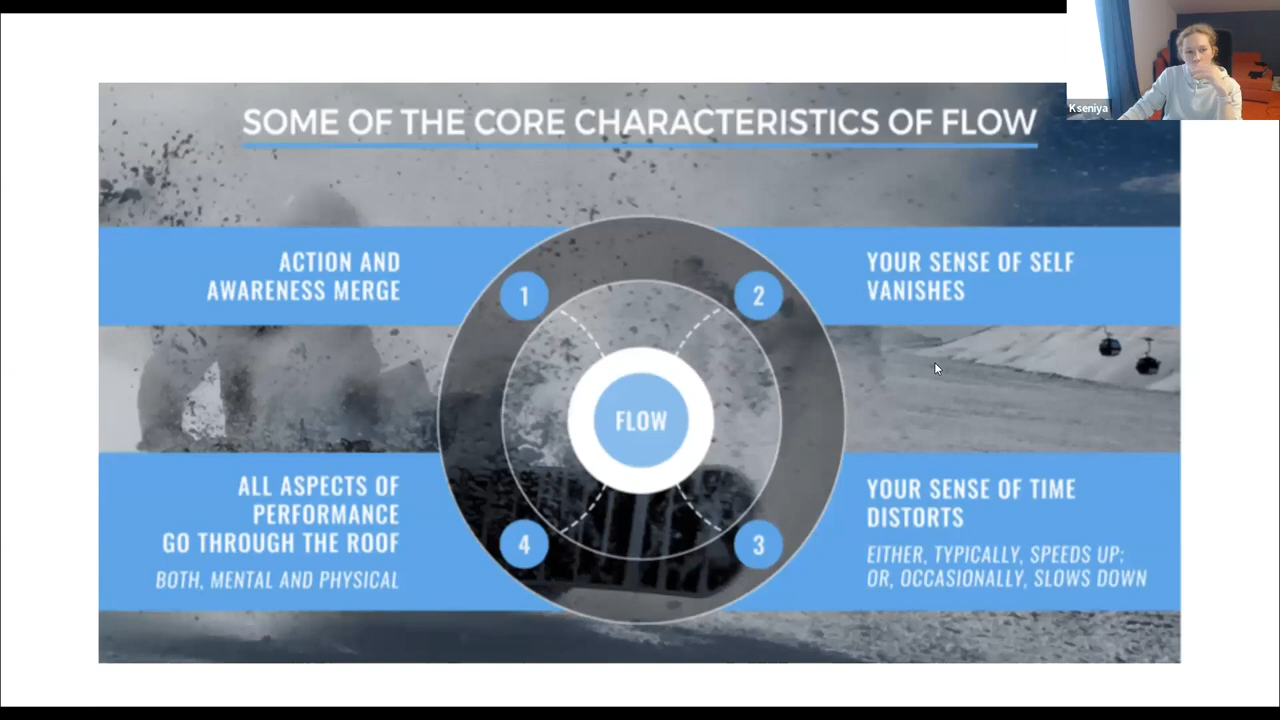 Kseniya
SOME OF THE CORE CHARACTERISTICS OF FLOW
1
ACTION AND
AWARENESS MERGE
2
YOUR SENSE OF SELF
VANISHES
FLOW
3
YOUR SENSE OF TIME
DISTORTS
EITHER, TYPICALLY, SPEEDS UP;
OR, OCCASIONALLY, SLOWS DOWN
4
ALL ASPECTS OF
PERFORMANCE
GO THROUGH THE ROOF
BOTH, MENTAL AND PHYSICAL